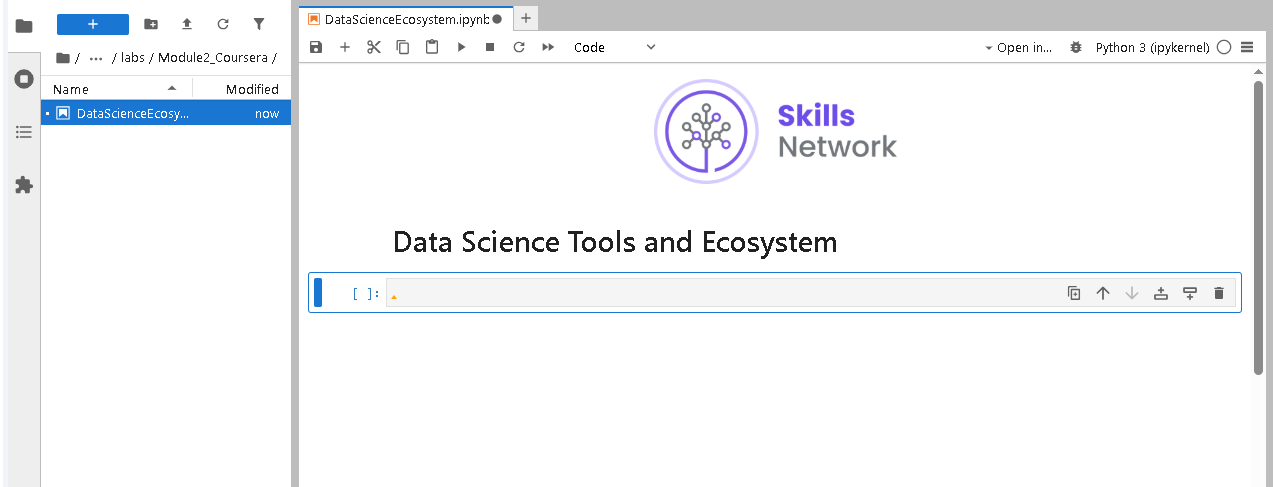 DataScienceEcosystem.ipynb
+
Code
Open in...
Python 3 (ipykernel)
/ ··· / labs / Module2_Coursera /
Name
Modified
DataScienceEcosy...
now
Skills
Network
Data Science Tools and Ecosystem
[ ]: